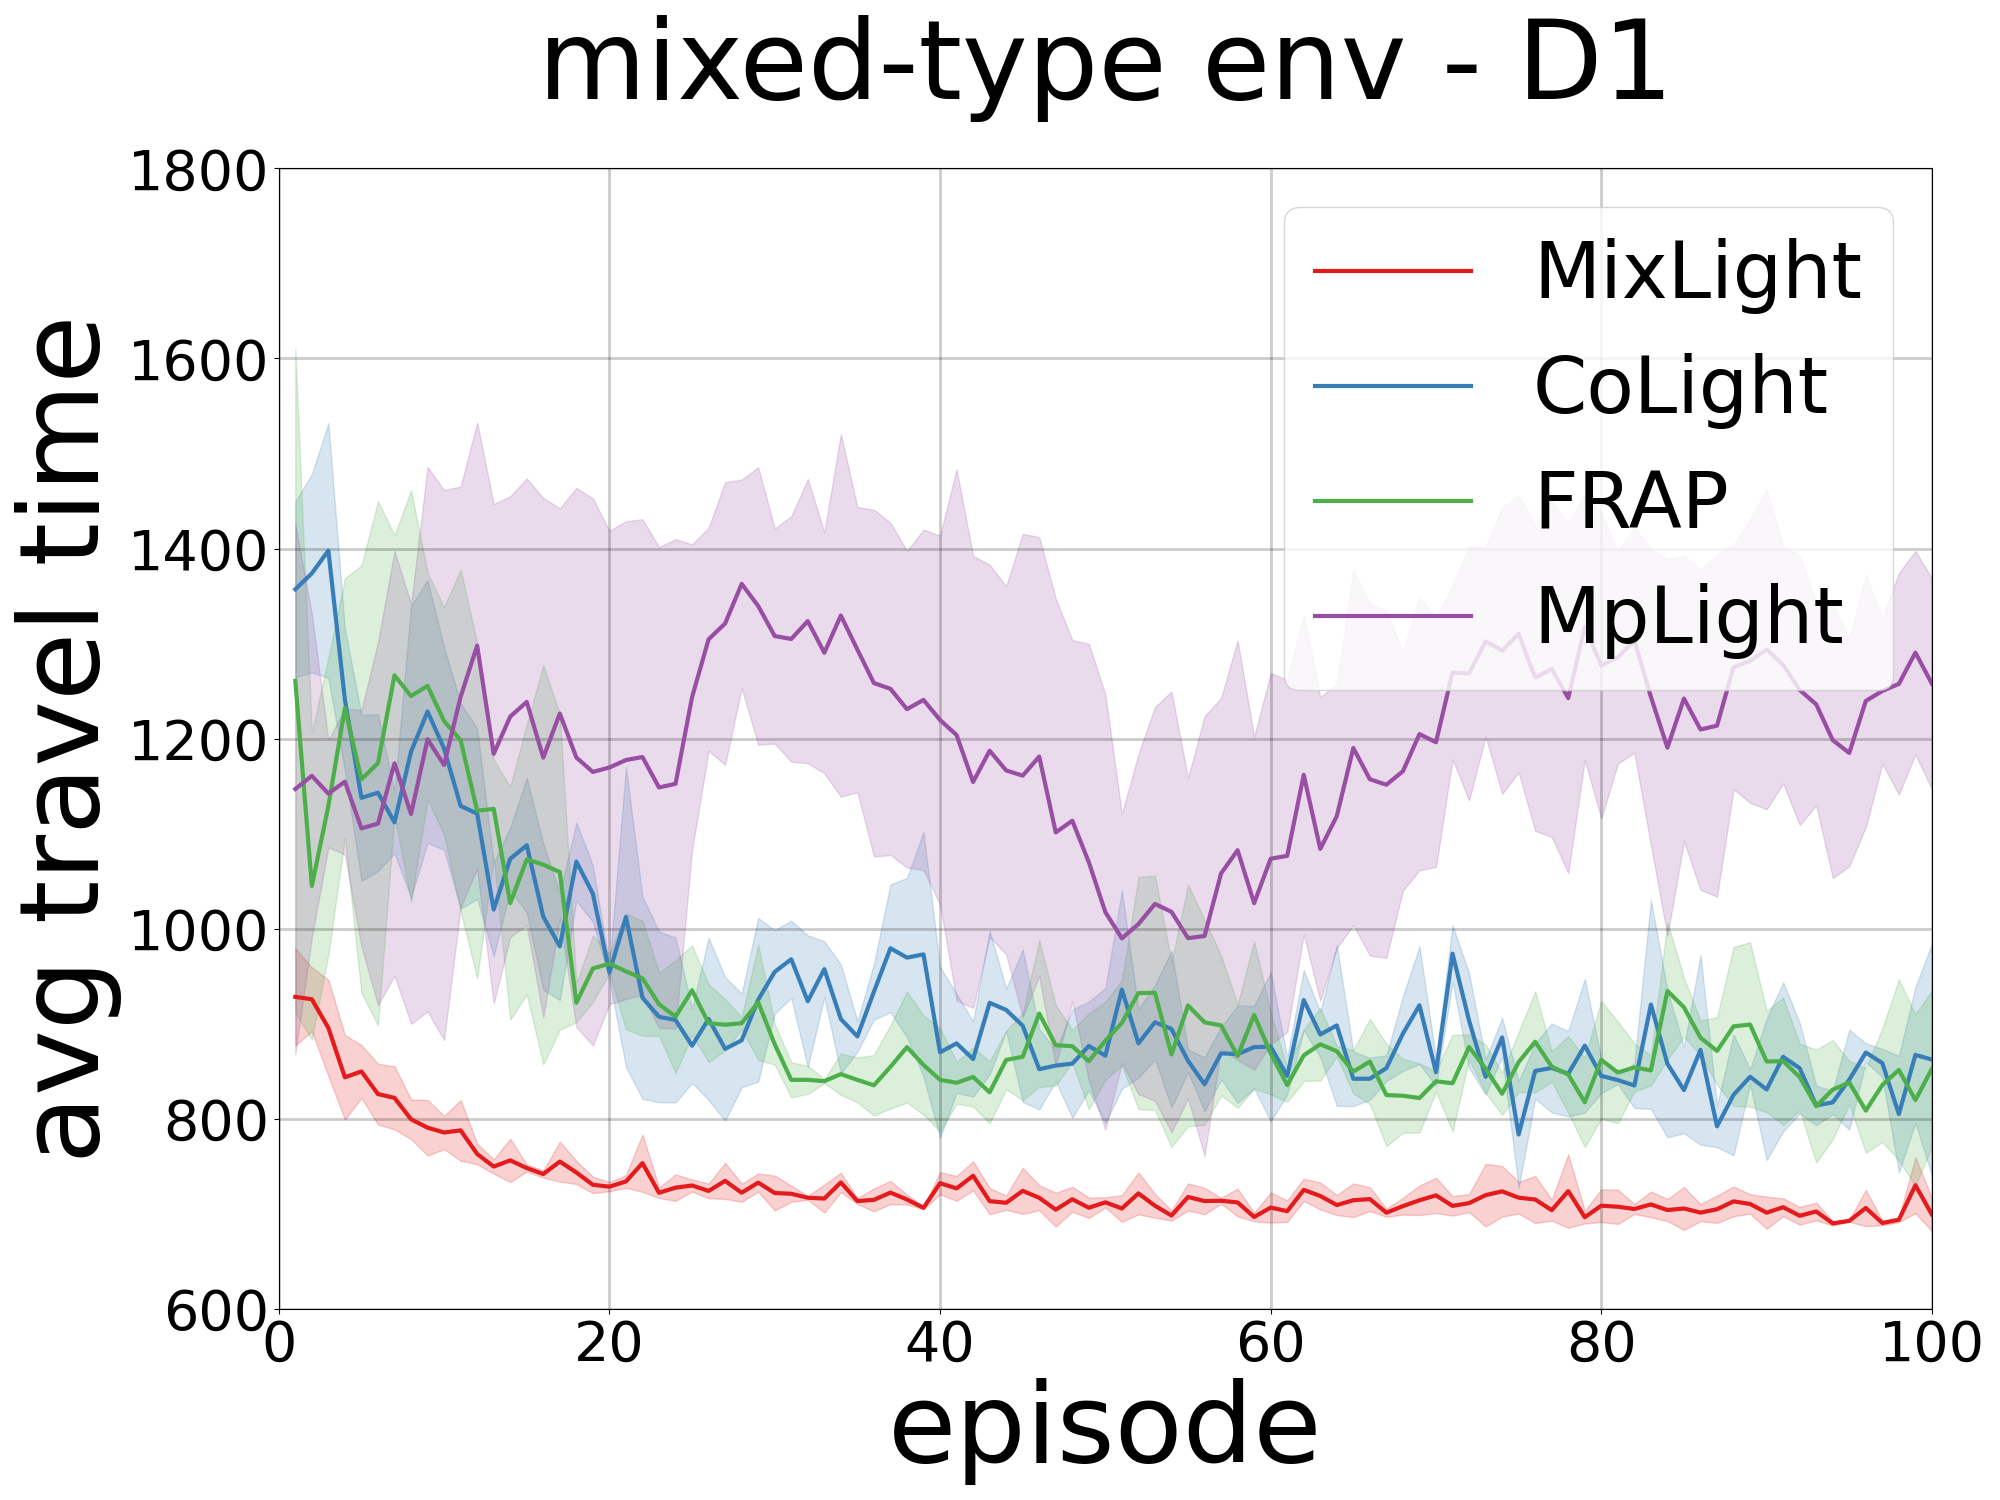 mixed-type env - D1
avg travel time
1800
1600
1400
1200
1000
800
600
0 20 40 60 80 100
episode
MixLight
CoLight
FRAP
MpLight